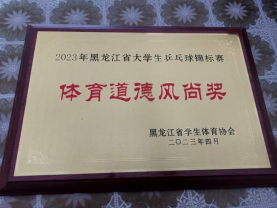 2023年黑龙江省大学生乒乓球锦标赛
体育道德风尚奖
黑龙江省学生体育协会
二〇二三年四月